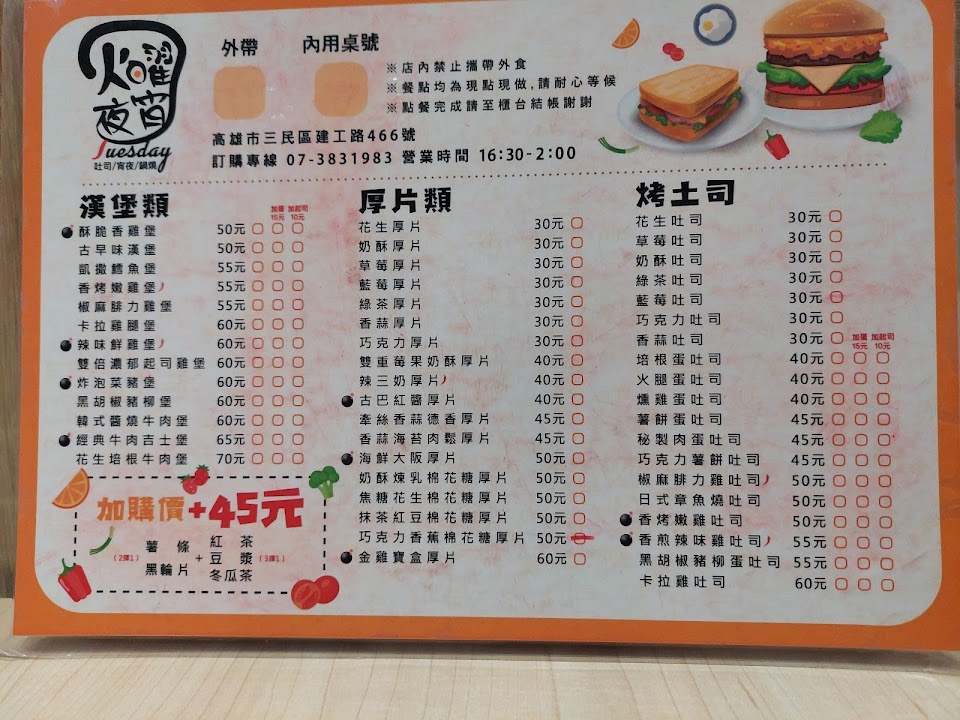 火曜
夜宵
Tuesday
吐司/宵夜/鍋燒
外帶
內用桌號
※店內禁止攜帶外食
※餐點均為現點現做,請耐心等候
※點餐完成請至櫃台結帳謝謝
高雄市三民區建工路466號
訂購專線 07-3831983 營業時間 16:30-2:00
漢堡類
加蛋 15元 加起司 10元
酥脆香雞堡 50元
古早味漢堡 50元
凱撒鱈魚堡 55元
香烤嫩雞堡 55元
椒麻腓力雞堡 55元
卡拉雞腿堡 60元
辣味鮮雞堡 60元
雙倍濃郁起司雞堡 60元
炸泡菜豬堡 60元
黑胡椒豬柳堡 60元
韓式醬燒牛肉堡 60元
經典牛肉吉士堡 65元
花生培根牛肉堡 70元
加購價+45元
薯條
黑輪片
(2擇1)
+
紅茶
豆漿
冬瓜茶
(3擇1)
厚片類
花生厚片 30元
奶酥厚片 30元
草莓厚片 30元
藍莓厚片 30元
綠茶厚片 30元
香蒜厚片 30元
巧克力厚片 30元
雙重莓果奶酥厚片 40元
辣三奶厚片 40元
古巴紅醬厚片 40元
牽絲香蒜德香厚片 45元
香蒜海苔肉鬆厚片 45元
海鮮大阪厚片 50元
奶酥煉乳棉花糖厚片 50元
焦糖花生棉花糖厚片 50元
抹茶紅豆棉花糖厚片 50元
巧克力香蕉棉花糖厚片 50元
金雞寶盒厚片 60元
烤土司
花生吐司 30元
草莓吐司 30元
奶酥吐司 30元
綠茶吐司 30元
藍莓吐司 30元
巧克力吐司 30元
香蒜吐司 30元
加蛋 15元 加起司 10元
培根蛋吐司 40元
火腿蛋吐司 40元
燻雞蛋吐司 40元
薯餅蛋吐司 40元
秘製肉蛋吐司 40元
巧克力薯餅吐司 45元
椒麻腓力雞吐司 50元
日式章魚燒吐司 50元
香烤嫩雞吐司 50元
香煎辣味雞吐司 55元
黑胡椒豬柳蛋吐司 55元
卡拉雞吐司 60元